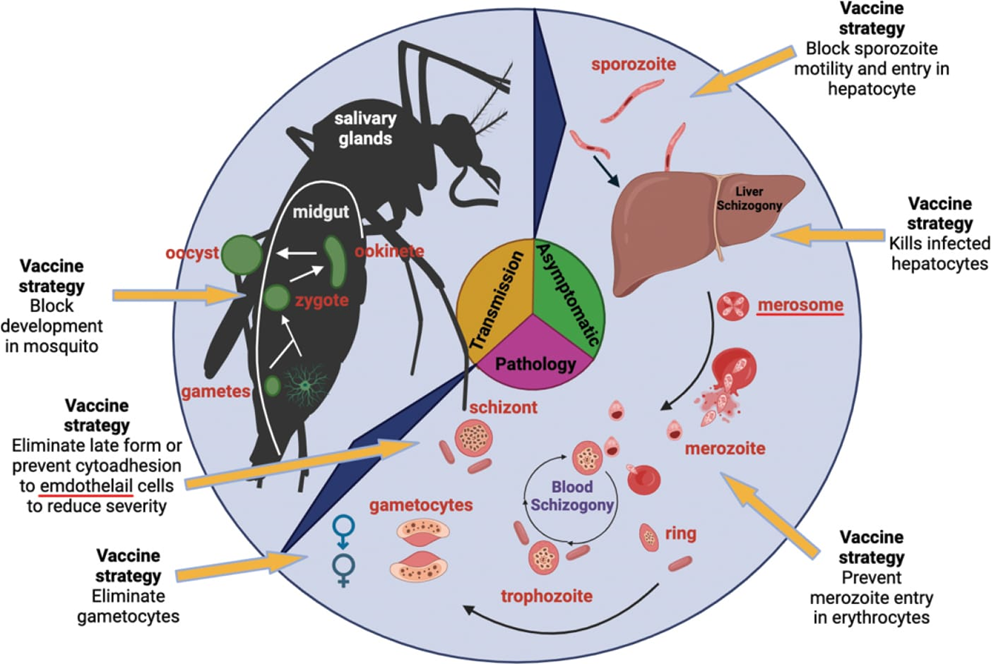 Vaccine
strategy
Block sporozoite
motility and entry in
hepatocyte
sporozoite
salivary
glands
Liver
Schizogony
midgut
Vaccine
strategy
Kills infected
hepatocytes
oocyst
ookinete
zygote
Vaccine
strategy
Block
development
in mosquito
Transmission
Asymptomatic
Pathology
merosome
gametes
schizont
merozoite
Vaccine
strategy
Eliminate late form or
prevent cytoadhesion
to emdothelail cells
to reduce severity
Blood
Schizogony
gametocytes
ring
trophozoite
Vaccine
strategy
Eliminate
gametocytes
Vaccine
strategy
Prevent
merozoite entry
in erythrocytes